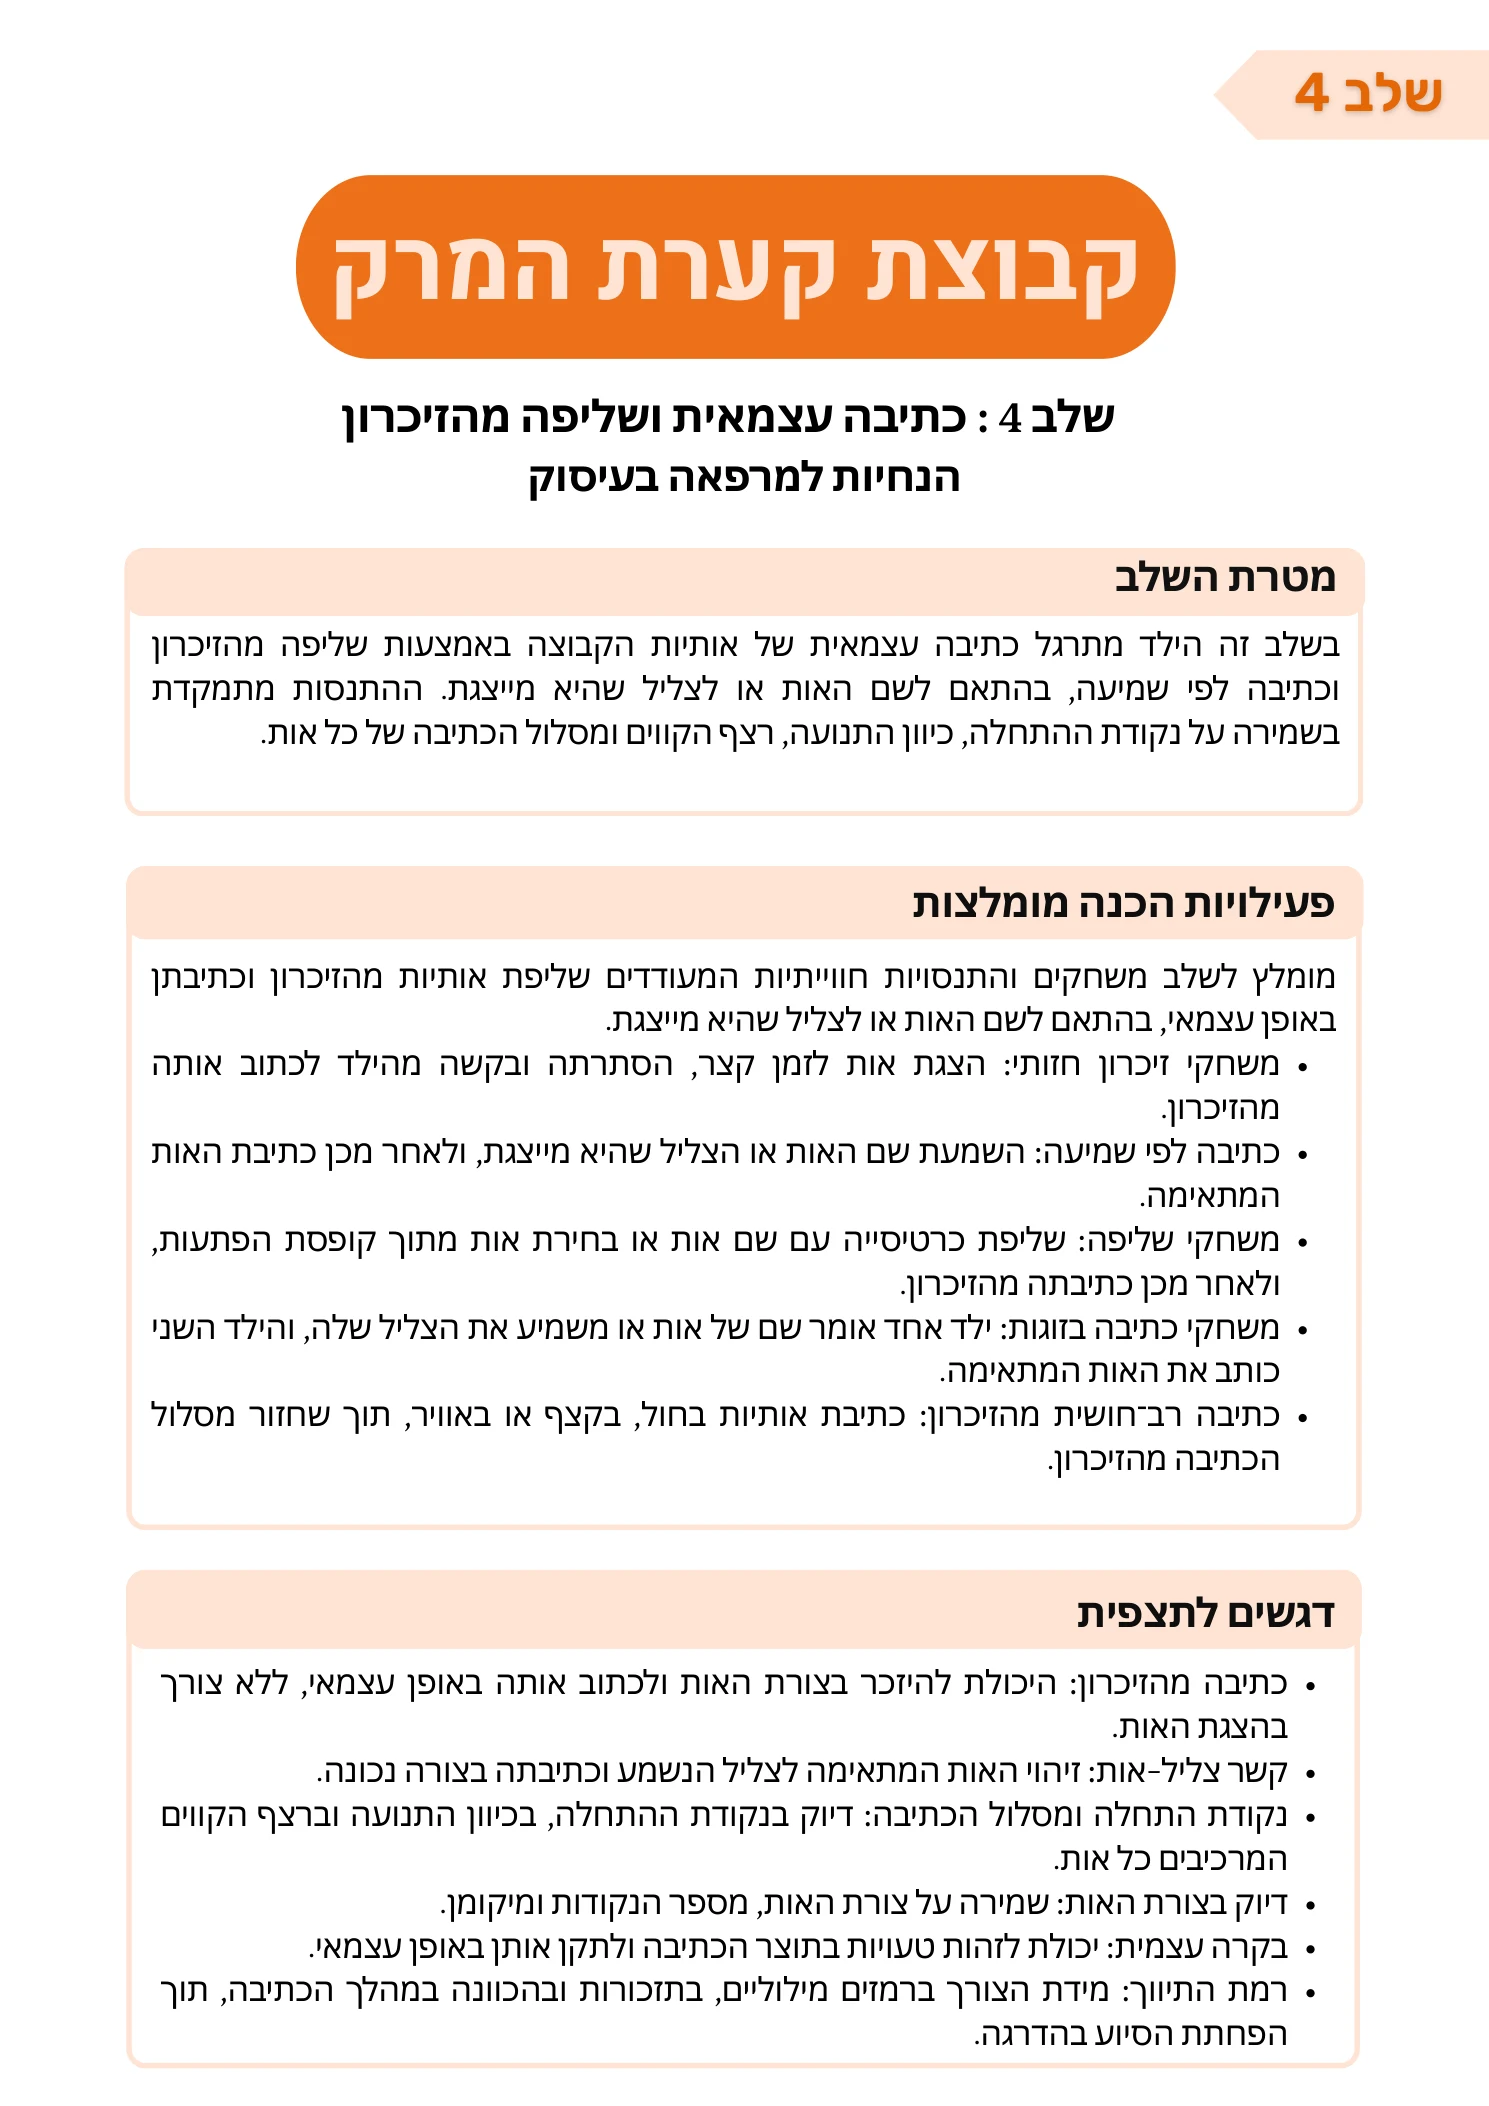 שלב 4
קבוצת קערת המרק
שלב 4 : כתיבה עצמאית ושליפה מהזיכרון
הנחיות למרפאה בעיסוק
מטרת השלב
בשלב זה הילד מתרגל כתיבה עצמאית של אותיות הקבוצה באמצעות שליפה מהזיכרון
וכתיבה לפי שמיעה, בהתאם לשם האות או לצליל שהיא מייצגת. ההתנסות מתמקדת
בשמירה על נקודת ההתחלה, כיוון התנועה, רצף הקווים ומסלול הכתיבה של כל אות.
פעילויות הכנה מומלצות
מומלץ לשלב משחקים והתנסויות חווייתיות המעודדים שליפת אותיות מהזיכרון וכתיבתן
באופן עצמאי, בהתאם לשם האות או לצליל שהיא מייצגת.
• משחקי זיכרון חזותי: הצגת אות לזמן קצר, הסתרתה ובקשה מהילד לכתוב אותה
מהזיכרון.
• כתיבה לפי שמיעה: השמעת שם האות או הצליל שהיא מייצגת, ולאחר מכן כתיבת האות
המתאימה.
• משחקי שליפה: שליפת כרטיסייה עם שם אות או בחירת אות מתוך קופסת הפתעות,
ולאחר מכן כתיבתה מהזיכרון.
• משחקי כתיבה בזוגות: ילד אחד אומר שם של אות או משמיע את הצליל שלה, והילד השני
כותב את האות המתאימה.
• כתיבה רב־חושית מהזיכרון: כתיבת אותיות בחול, בקצף או באוויר, תוך שחזור מסלול
הכתיבה מהזיכרון.
דגשים לתצפית
• כתיבה מהזיכרון: היכולת להיזכר בצורת האות ולכתוב אותה באופן עצמאי, ללא צורך
בהצגת האות.
• קשר צליל-אות: זיהוי האות המתאימה לצליל הנשמע וכתיבתה בצורה נכונה.
• נקודת התחלה ומסלול הכתיבה: דיוק בנקודת ההתחלה, בכיוון התנועה וברצף הקווים
המרכיבים כל אות.
• דיוק בצורת האות: שמירה על צורת האות, מספר הנקודות ומיקומן.
• בקרה עצמית: יכולת לזהות טעויות בתוצר הכתיבה ולתקן אותן באופן עצמאי.
• רמת התיווך: מידת הצורך ברמזים מילוליים, בתזכורות ובהכוונה במהלך הכתיבה, תוך
הפחתת הסיוע בהדרגה.